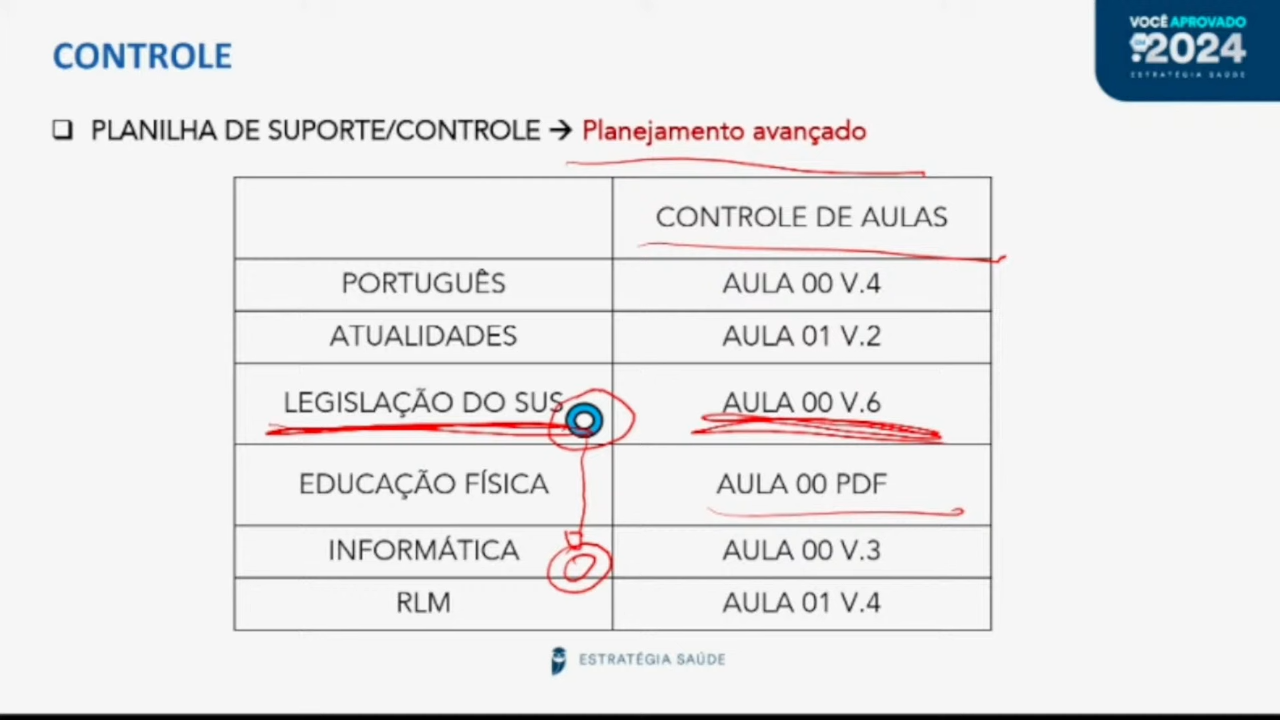 VOCÊ APROVADO
EM
2024
ESTRATÉGIA SAÚDE
CONTROLE
PLANILHA DE SUPORTE/CONTROLE → Planejamento avançado
CONTROLE DE AULAS
PORTUGUÊS AULA 00 V.4
ATUALIDADES AULA 01 V.2
LEGISLAÇÃO DO SUS AULA 00 V.6
EDUCAÇÃO FÍSICA AULA 00 PDF
INFORMÁTICA AULA 00 V.3
RLM AULA 01 V.4
ESTRATÉGIA SAÚDE